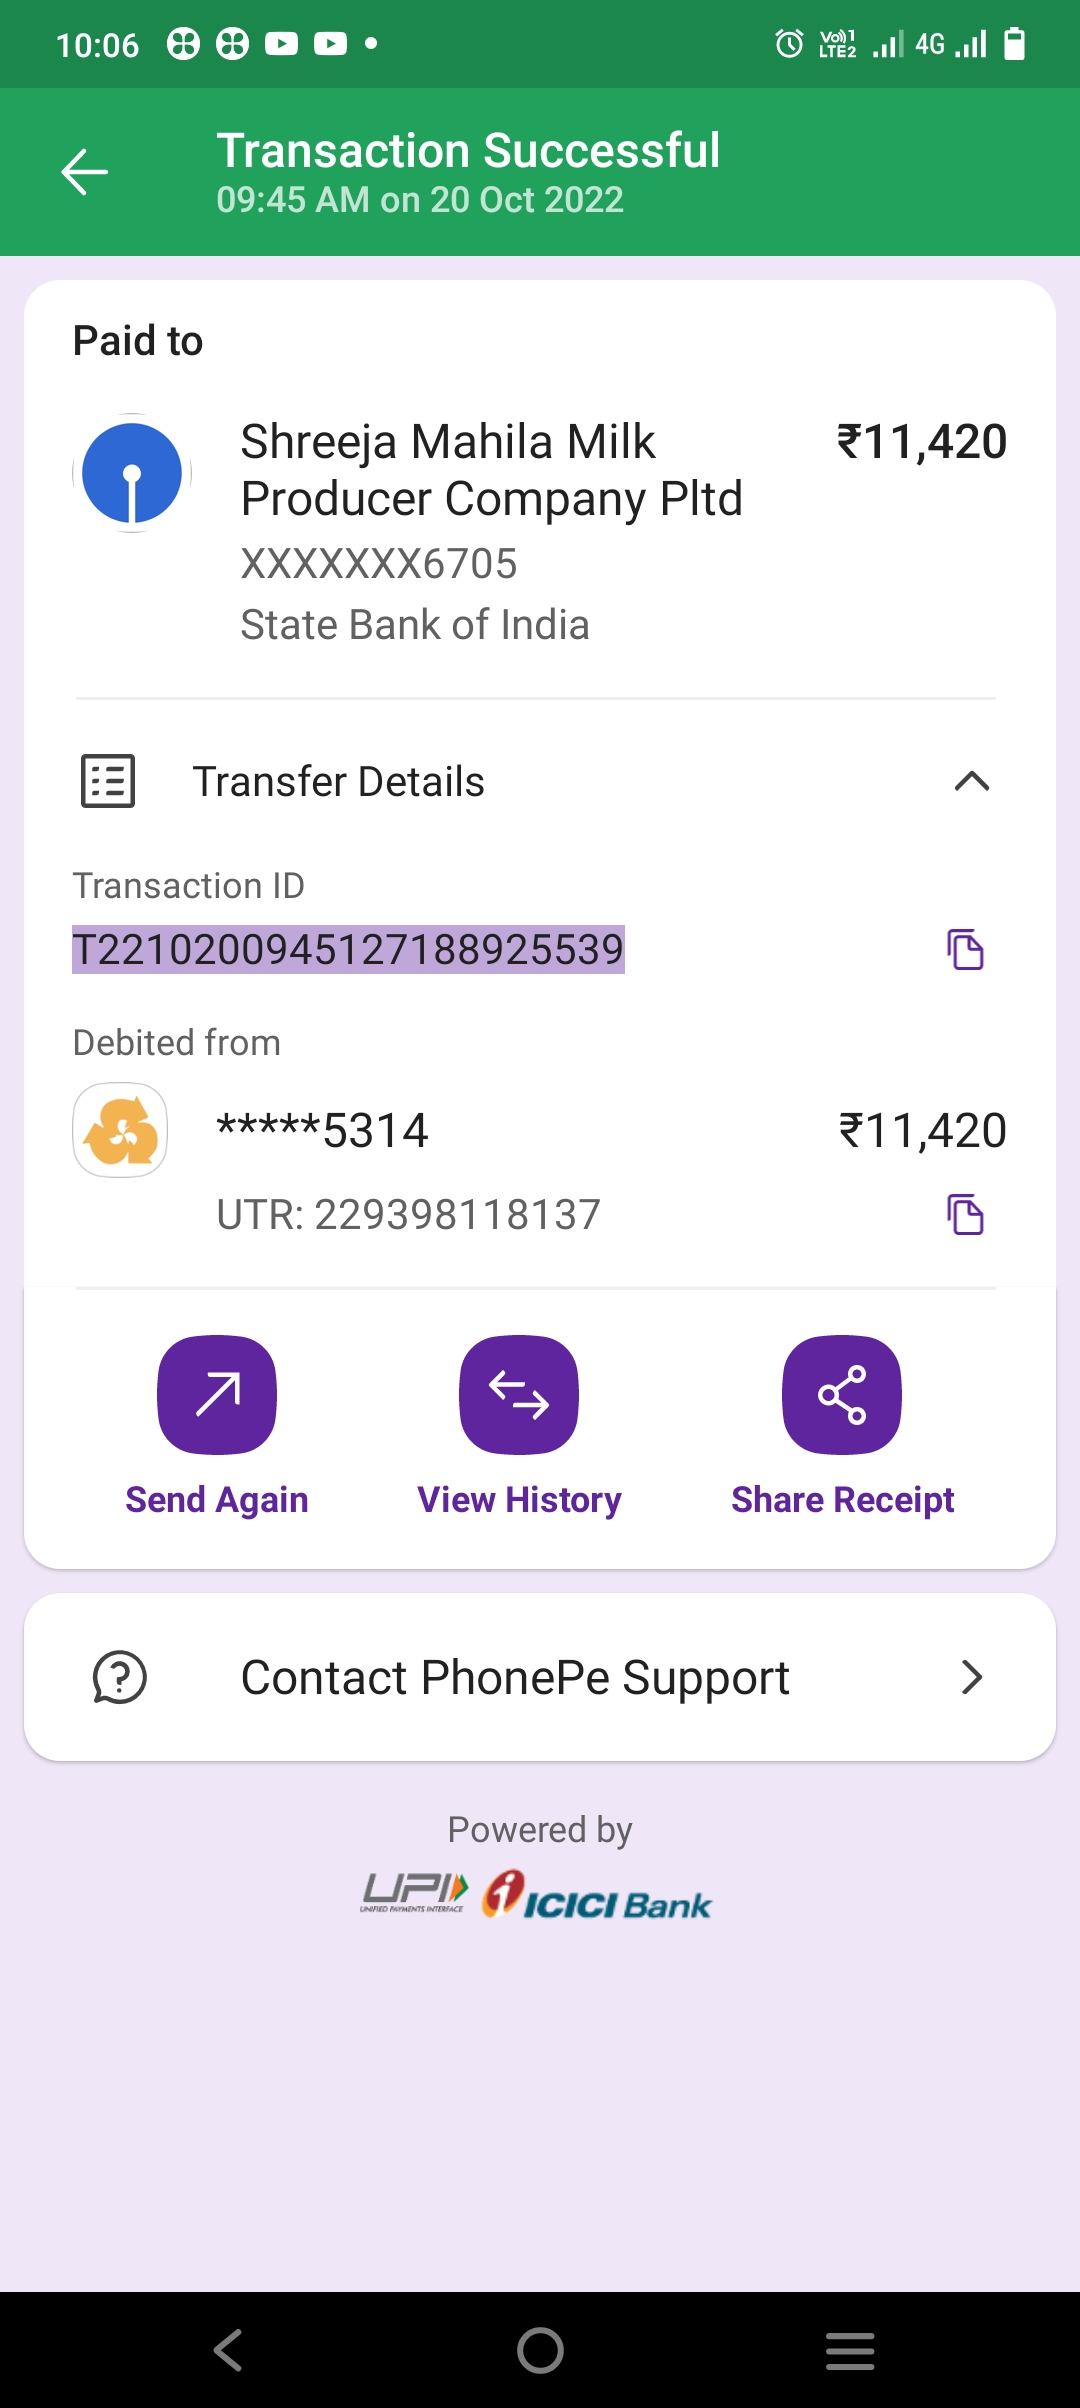 10:06
Vo)) 1
LTE2
4G
Transaction Successful
09:45 AM on 20 Oct 2022
Paid to
Shreeja Mahila Milk
Producer Company Pltd
₹11,420
XXXXXXX6705
State Bank of India
Transfer Details
Transaction ID
T2210200945127188925539
Debited from
*****5314
₹11,420
UTR: 229398118137
Send Again
View History
Share Receipt
Contact PhonePe Support
Powered by
UPI
UNIFIED PAYMENTS INTERFACE
ICICI Bank